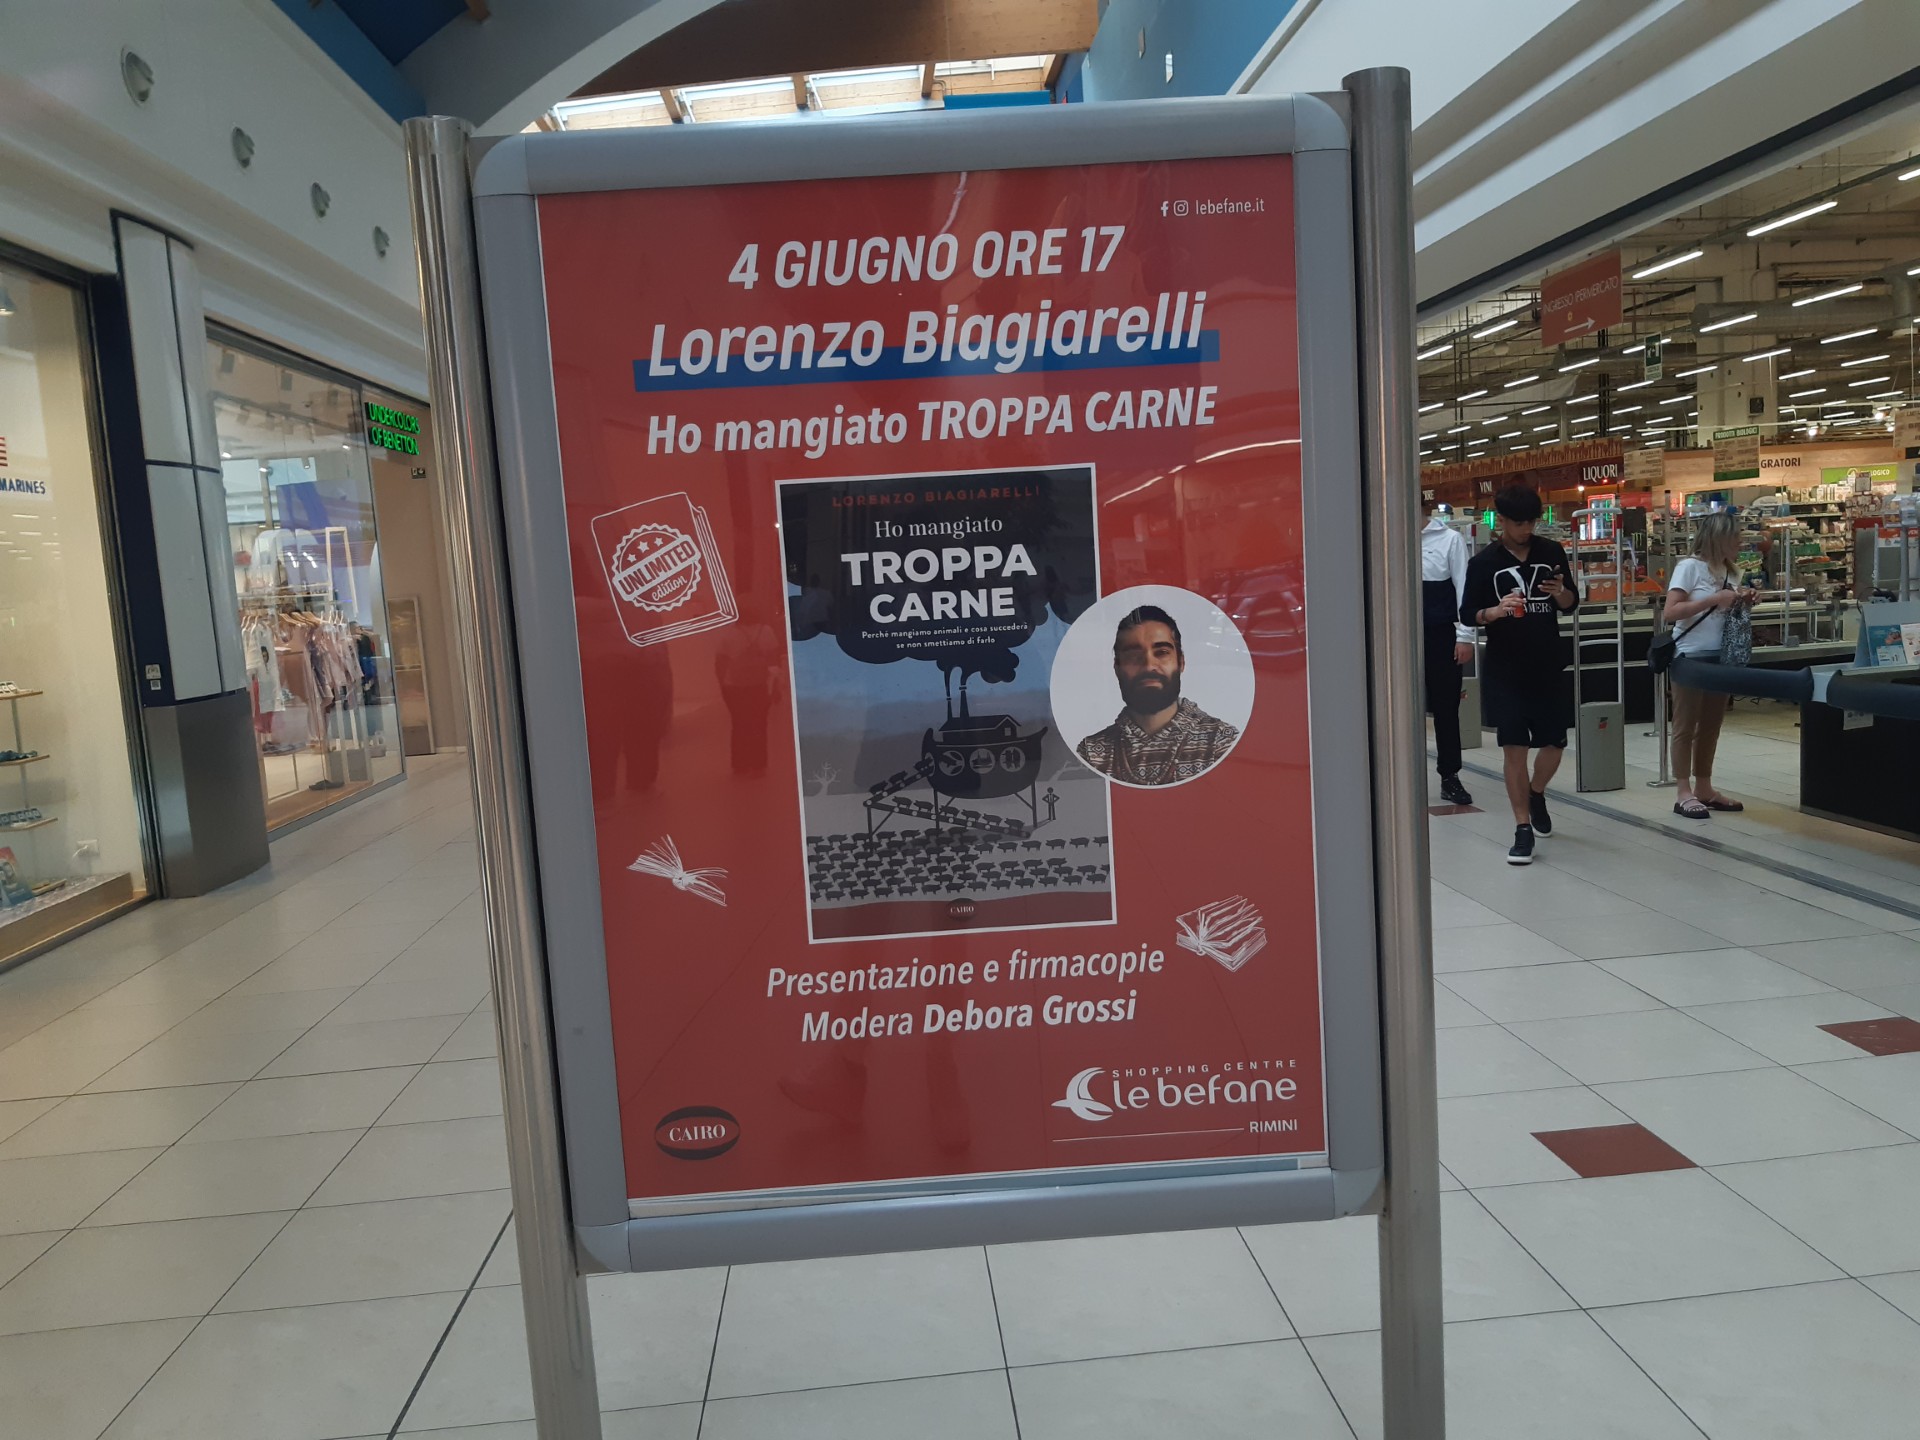 lebefane.it
4 GIUGNO ORE 17
Lorenzo Biagiarelli
Ho mangiato TROPPA CARNE
UNLIMITED
edition
LORENZO BIAGIARELLI
Ho mangiato
TROPPA
CARNE
Perché mangiamo animali e cosa succederà
se non smettiamo di farlo
CAIRO
Presentazione e firmacopie
Modera Debora Grossi
CAIRO
SHOPPING CENTRE
le befane
RIMINI
UNDERCOLORS
OF BENETTON
MARINES
INGRESSO IPERMERCATO
LIQUORI
VINI
PRODOTTI BIOLOGICI
GRATORI